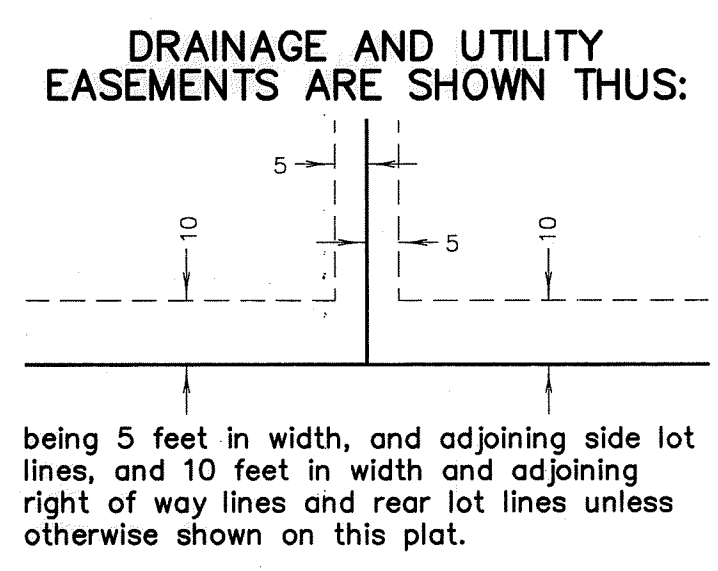 DRAINAGE AND UTILITY
EASEMENTS ARE SHOWN THUS:
5
10
5
10
being 5 feet in width, and adjoining side lot
lines, and 10 feet in width and adjoining
right of way lines and rear lot lines unless
otherwise shown on this plat.